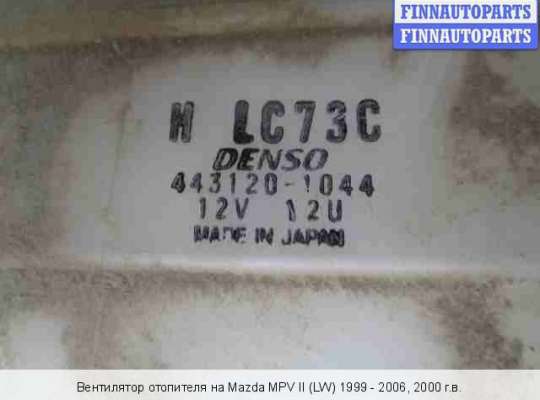 FINNAUTOPARTS
FINNAUTOPARTS
H LC73C
DENSO
443120-1044
12V 12U
MADE IN JAPAN
Вентилятор отопителя на Mazda MPV II (LW) 1999 - 2006, 2000 г.в.